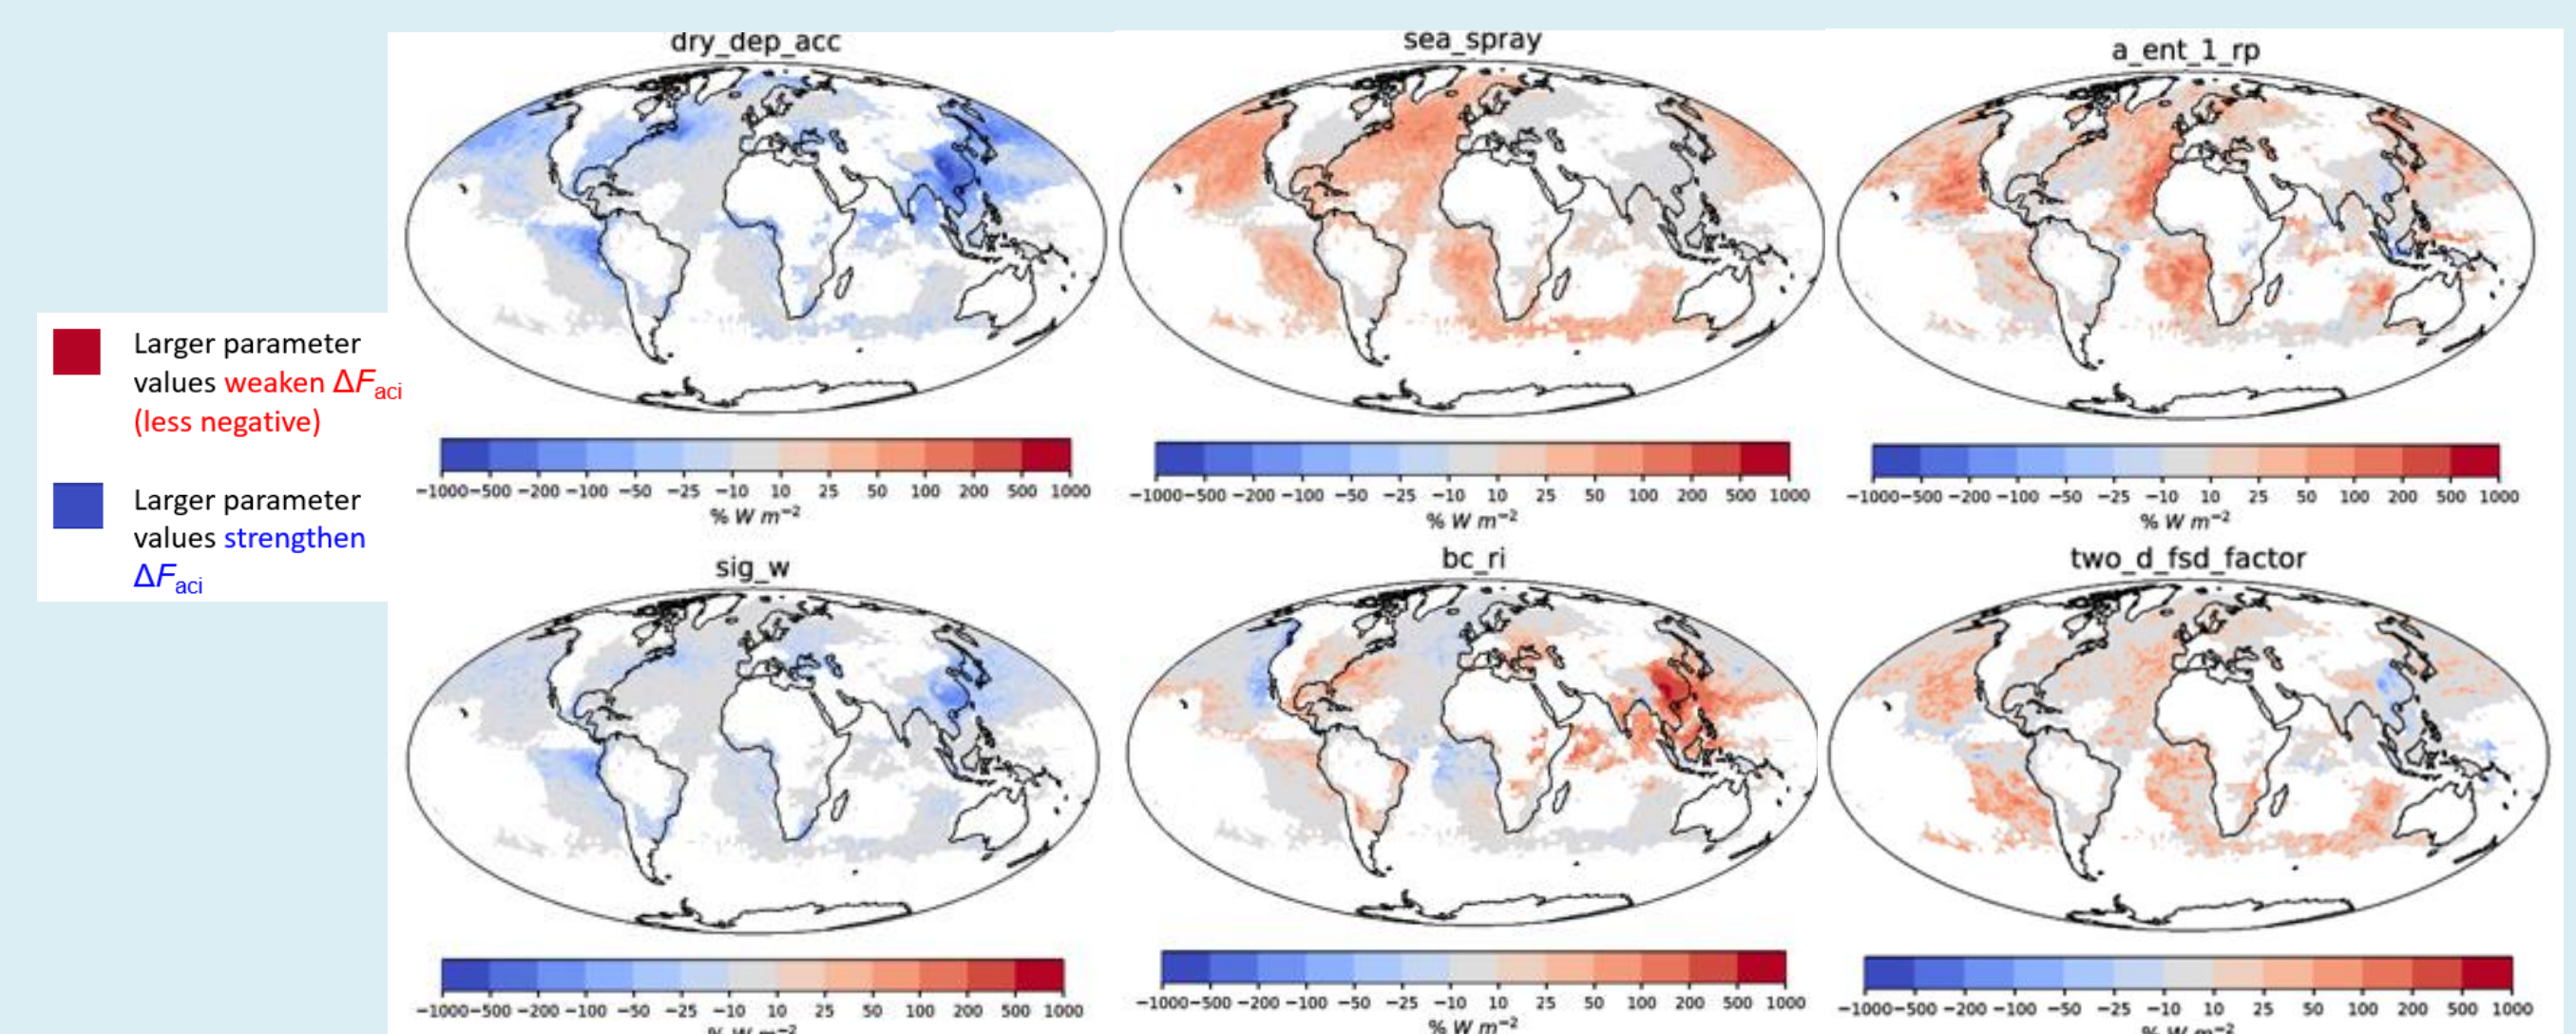 dry_dep_acc
sea_spray
a_ent_1_rp
Larger parameter
values weaken ΔFaci
(less negative)
Larger parameter
values strengthen
ΔFaci
−1000 −500 −200 −100 −50 −25 −10 10 25 50 100 200 500 1000
% W m−2
−1000 −500 −200 −100 −50 −25 −10 10 25 50 100 200 500 1000
% W m−2
−1000 −500 −200 −100 −50 −25 −10 10 25 50 100 200 500 1000
% W m−2
sig_w
bc_ri
two_d_fsd_factor
−1000 −500 −200 −100 −50 −25 −10 10 25 50 100 200 500 1000
% W m−2
−1000 −500 −200 −100 −50 −25 −10 10 25 50 100 200 500 1000
% W m−2
−1000 −500 −200 −100 −50 −25 −10 10 25 50 100 200 500 1000
% W m−2